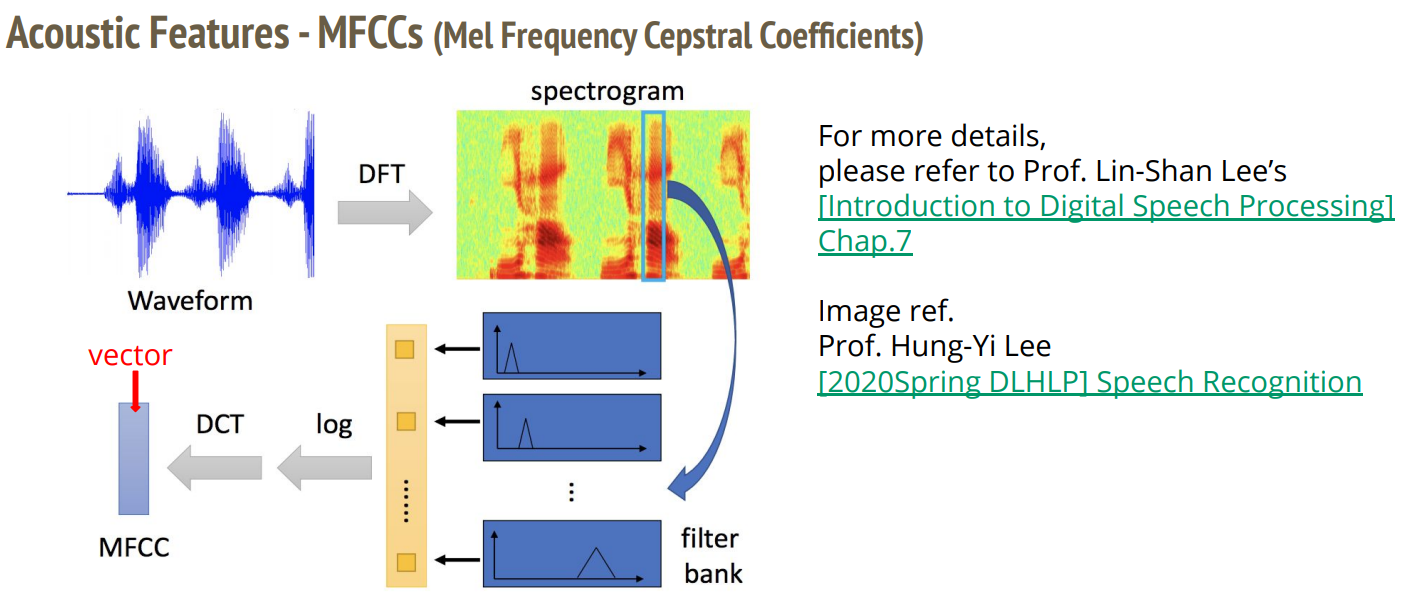 Acoustic Features - MFCCs (Mel Frequency Cepstral Coefficients)
spectrogram
DFT
Waveform
For more details,
please refer to Prof. Lin-Shan Lee’s
[Introduction to Digital Speech Processing]
Chap.7
Image ref.
Prof. Hung-Yi Lee
[2020Spring DLHLP] Speech Recognition
vector
DCT
log
MFCC
filter
bank